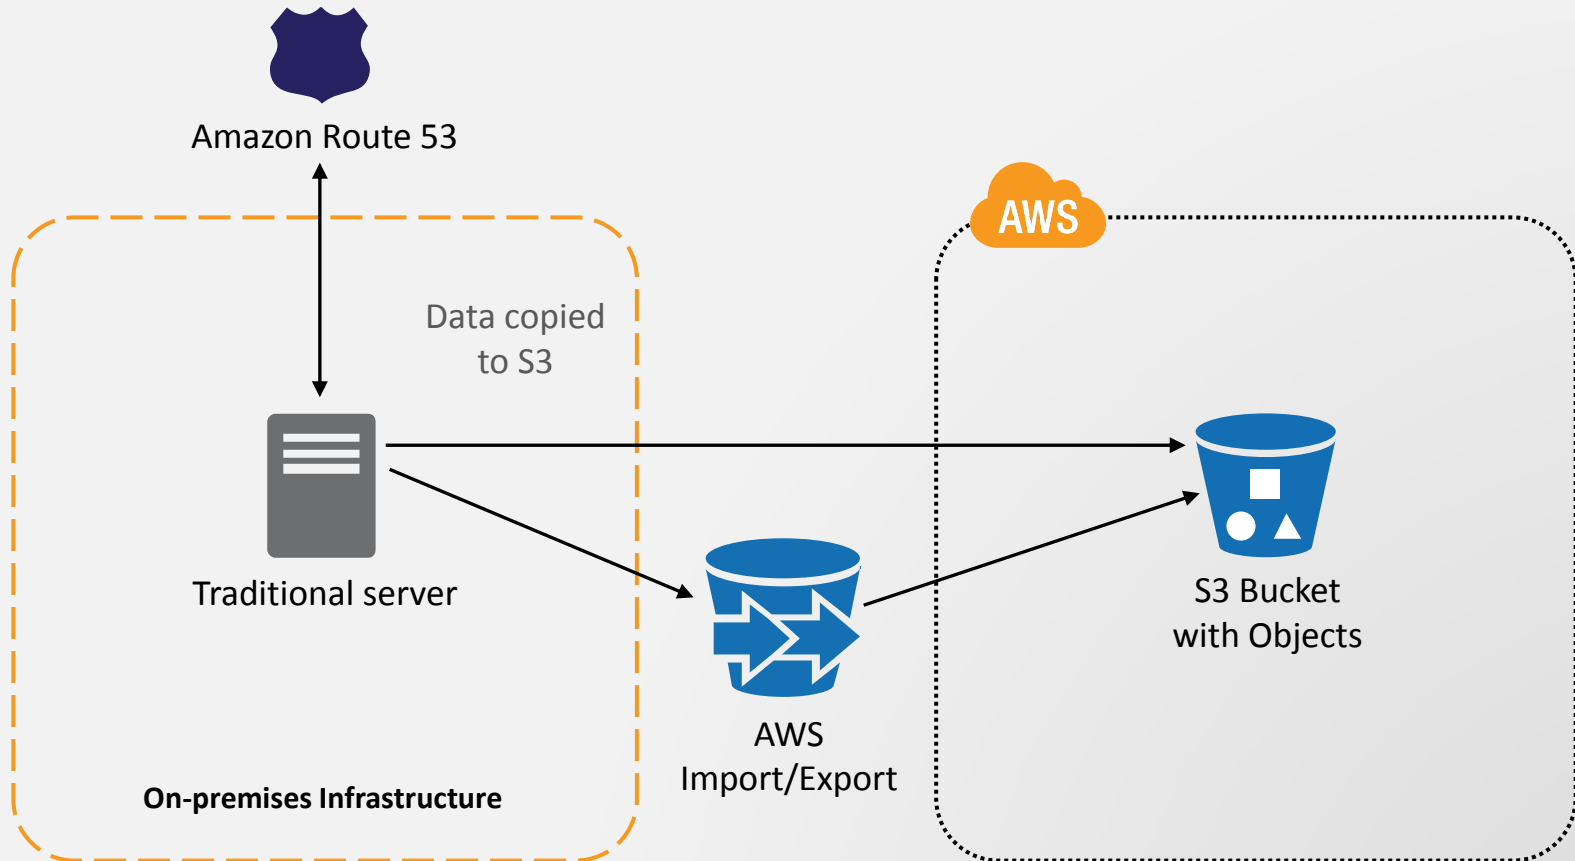 Amazon Route 53
AWS
Data copied
to S3
Traditional server
S3 Bucket
with Objects
AWS
Import/Export
On-premises Infrastructure